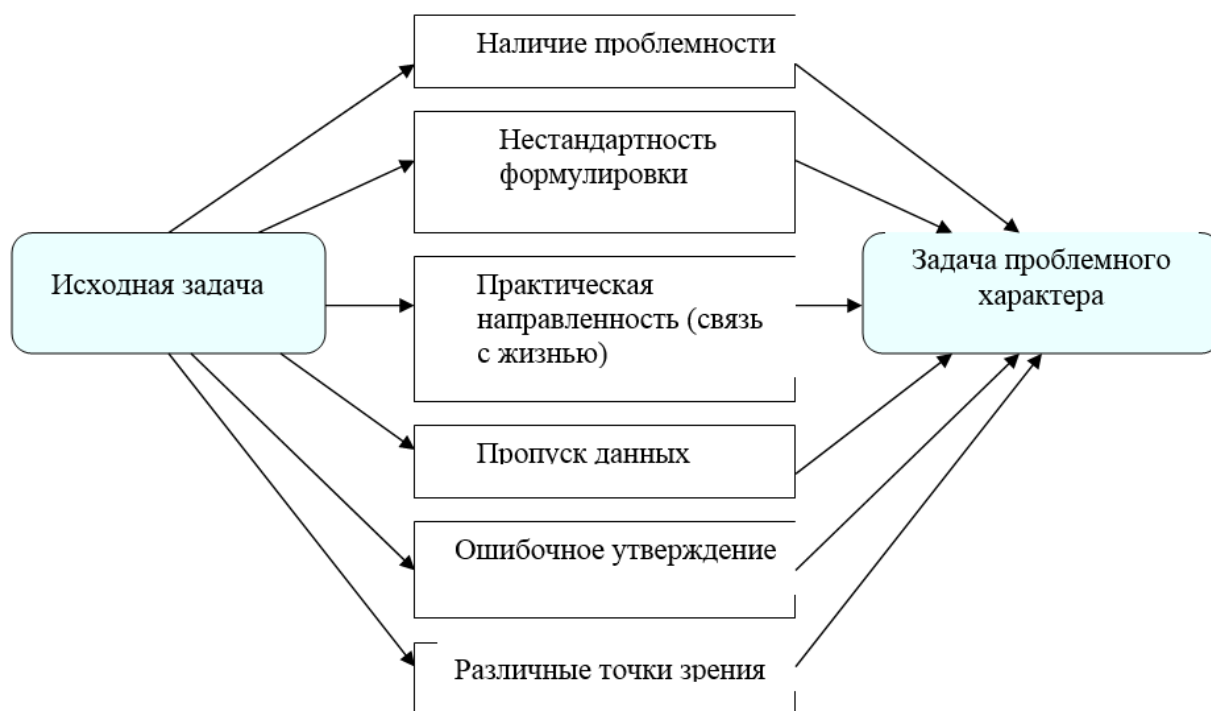 Наличие проблемности
Нестандартность
формулировки
Исходная задача
Практическая
направленность (связь
с жизнью)
Задача проблемного
характера
Пропуск данных
Ошибочное утверждение
Различные точки зрения